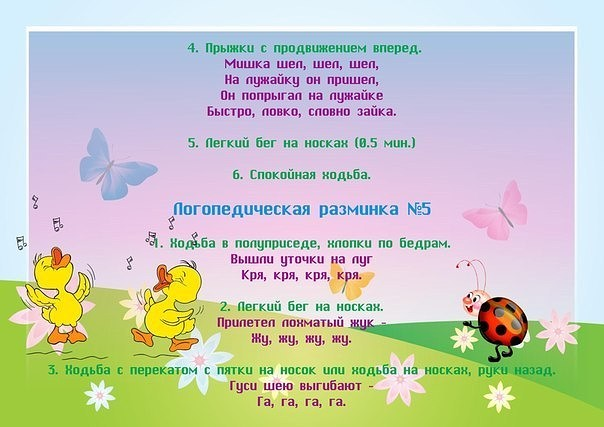 4. Прыжки с продвижением вперед.
Мишка шел, шел, шел,
На лужайку он пришел,
Он попрыгал на лужайке
Быстро, ловко, словно зайка.
5. Легкий бег на носках (0.5 мин.)
6. Спокойная ходьба.
Логопедическая разминка №5
1. Ходьба в полуприседе, хлопки по бедрам.
Вышли уточки на луг
Кря, кря, кря, кря.
2. Легкий бег на носках.
Прилетел лохматый жук -
Жу, жу, жу, жу.
3. Ходьба с перекатом с пятки на носок или ходьба на носках, руки назад.
Гуси шею выгибают -
Га, га, га, га.